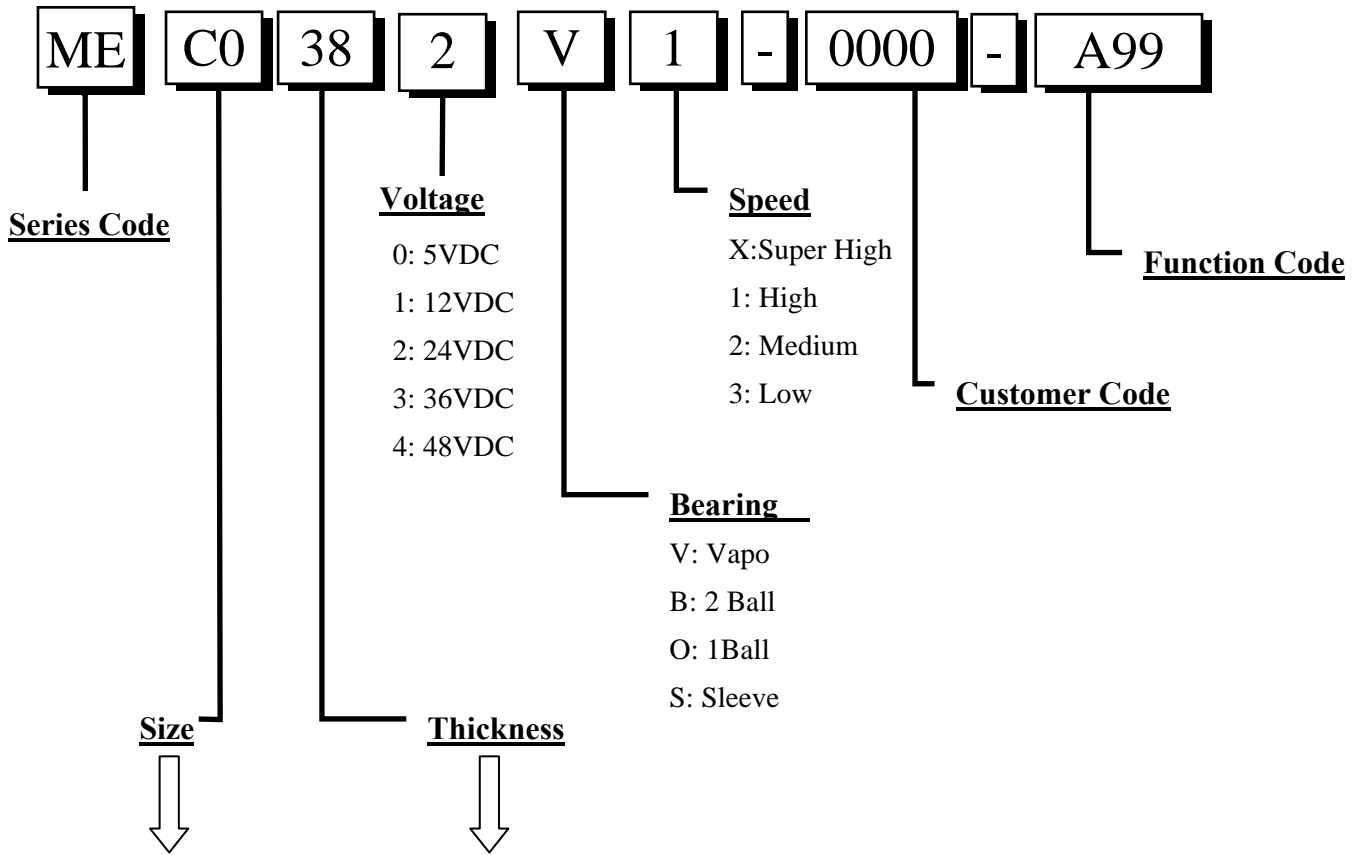 ME C0 38 2 V 1 - 0000 - A99
Series Code
Voltage
0: 5VDC
1: 12VDC
2: 24VDC
3: 36VDC
4: 48VDC
Speed
X:Super High
1: High
2: Medium
3: Low
Function Code
Customer Code
Bearing
V: Vapo
B: 2 Ball
O: 1Ball
S: Sleeve
Size
Thickness